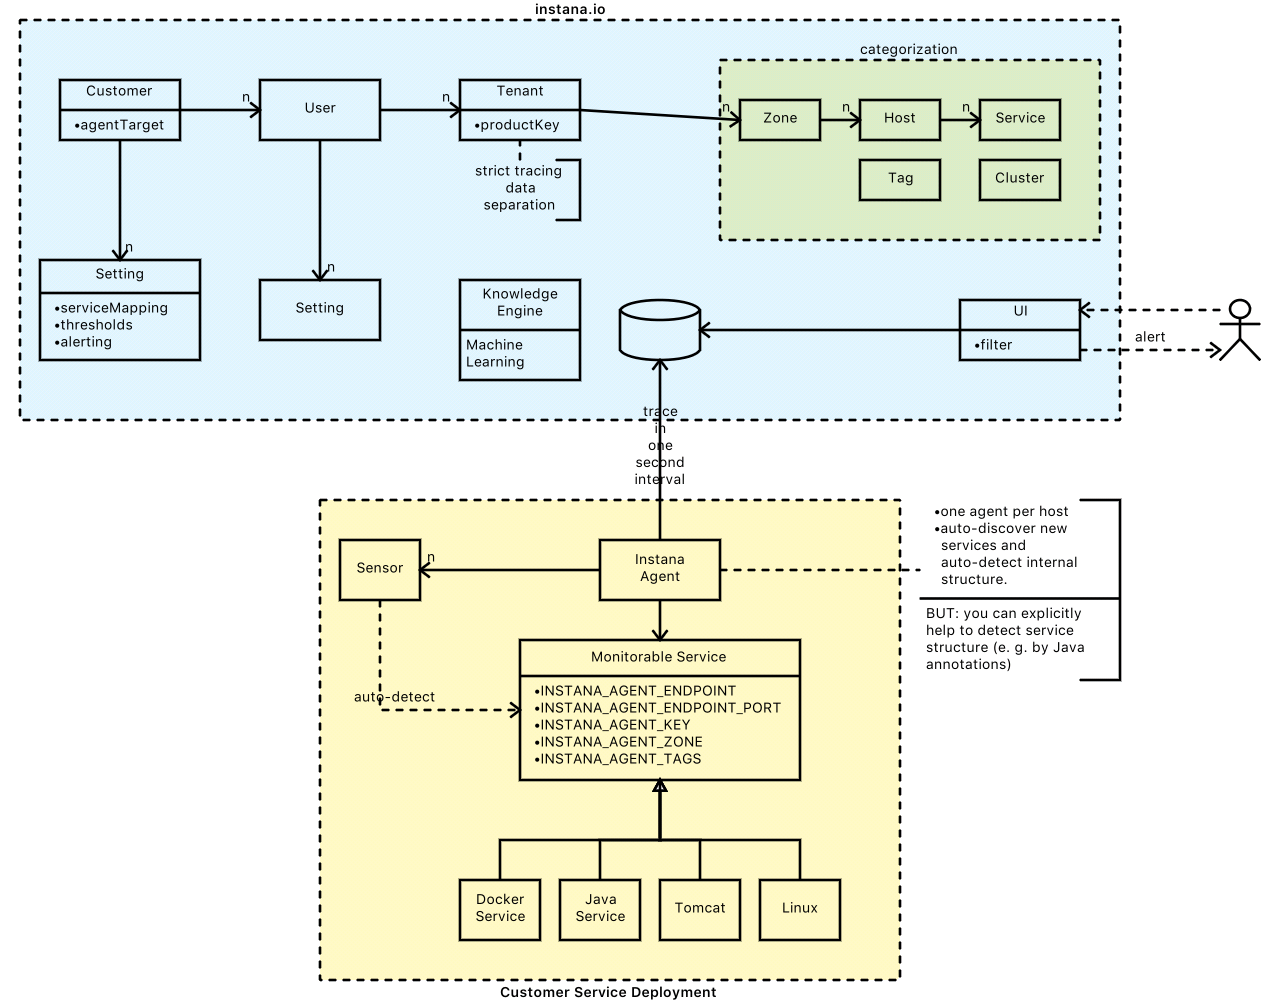 instana.io
categorization
Customer
•agentTarget
n
User
n
Tenant
•productKey
n
Zone
n
Host
n
Service
Tag
Cluster
strict tracing
data
separation
n
Setting
•serviceMapping
•thresholds
•alerting
n
Setting
Knowledge
Engine
Machine
Learning
UI
•filter
alert
trace
in
one
second
interval
Sensor
n
Instana
Agent
•one agent per host
•auto-discover new
services and
auto-detect internal
structure.
BUT: you can explicitly
help to detect service
structure (e. g. by Java
annotations)
auto-detect
Monitorable Service
•INSTANA_AGENT_ENDPOINT
•INSTANA_AGENT_ENDPOINT_PORT
•INSTANA_AGENT_KEY
•INSTANA_AGENT_ZONE
•INSTANA_AGENT_TAGS
Docker
Service
Java
Service
Tomcat
Linux
Customer Service Deployment